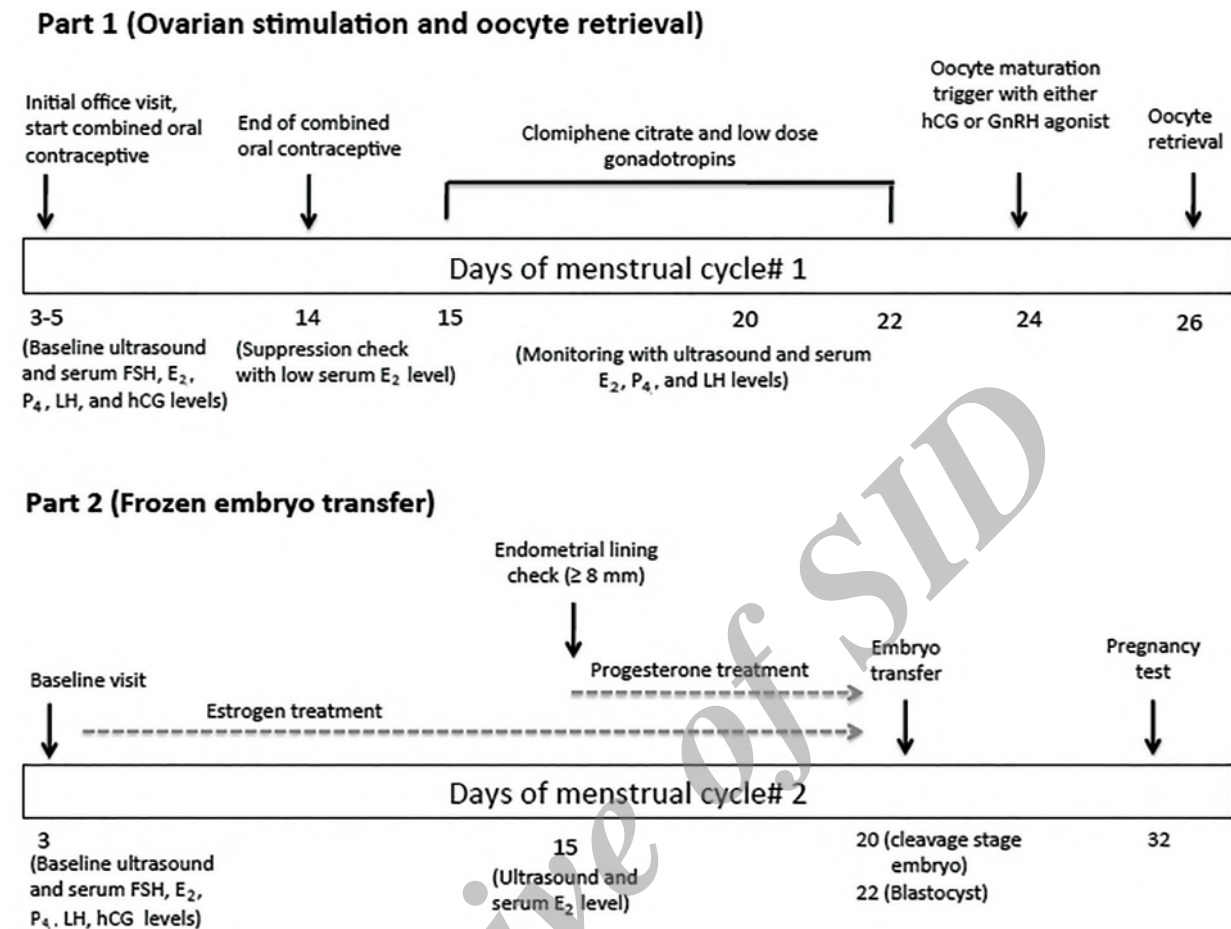 Part 1 (Ovarian stimulation and oocyte retrieval)
Initial office visit,
start combined oral
contraceptive
End of combined
oral contraceptive
Clomiphene citrate and low dose
gonadotropins
Oocyte maturation
trigger with either
hCG or GnRH agonist
Oocyte
retrieval
Days of menstrual cycle# 1
3-5
14
15
20
22
24
26
(Baseline ultrasound
and serum FSH, E₂,
P₄, LH, and hCG levels)
(Suppression check
with low serum E₂ level)
(Monitoring with ultrasound and serum
E₂, P₄, and LH levels)
Part 2 (Frozen embryo transfer)
Baseline visit
Estrogen treatment
Endometrial lining
check (≥ 8 mm)
Progesterone treatment
Embryo
transfer
Pregnancy
test
Days of menstrual cycle# 2
3
(Baseline ultrasound
and serum FSH, E₂,
P₄, LH, hCG levels)
15
(Ultrasound and
serum E₂ level)
20 (cleavage stage
embryo)
22 (Blastocyst)
32
ive of SID